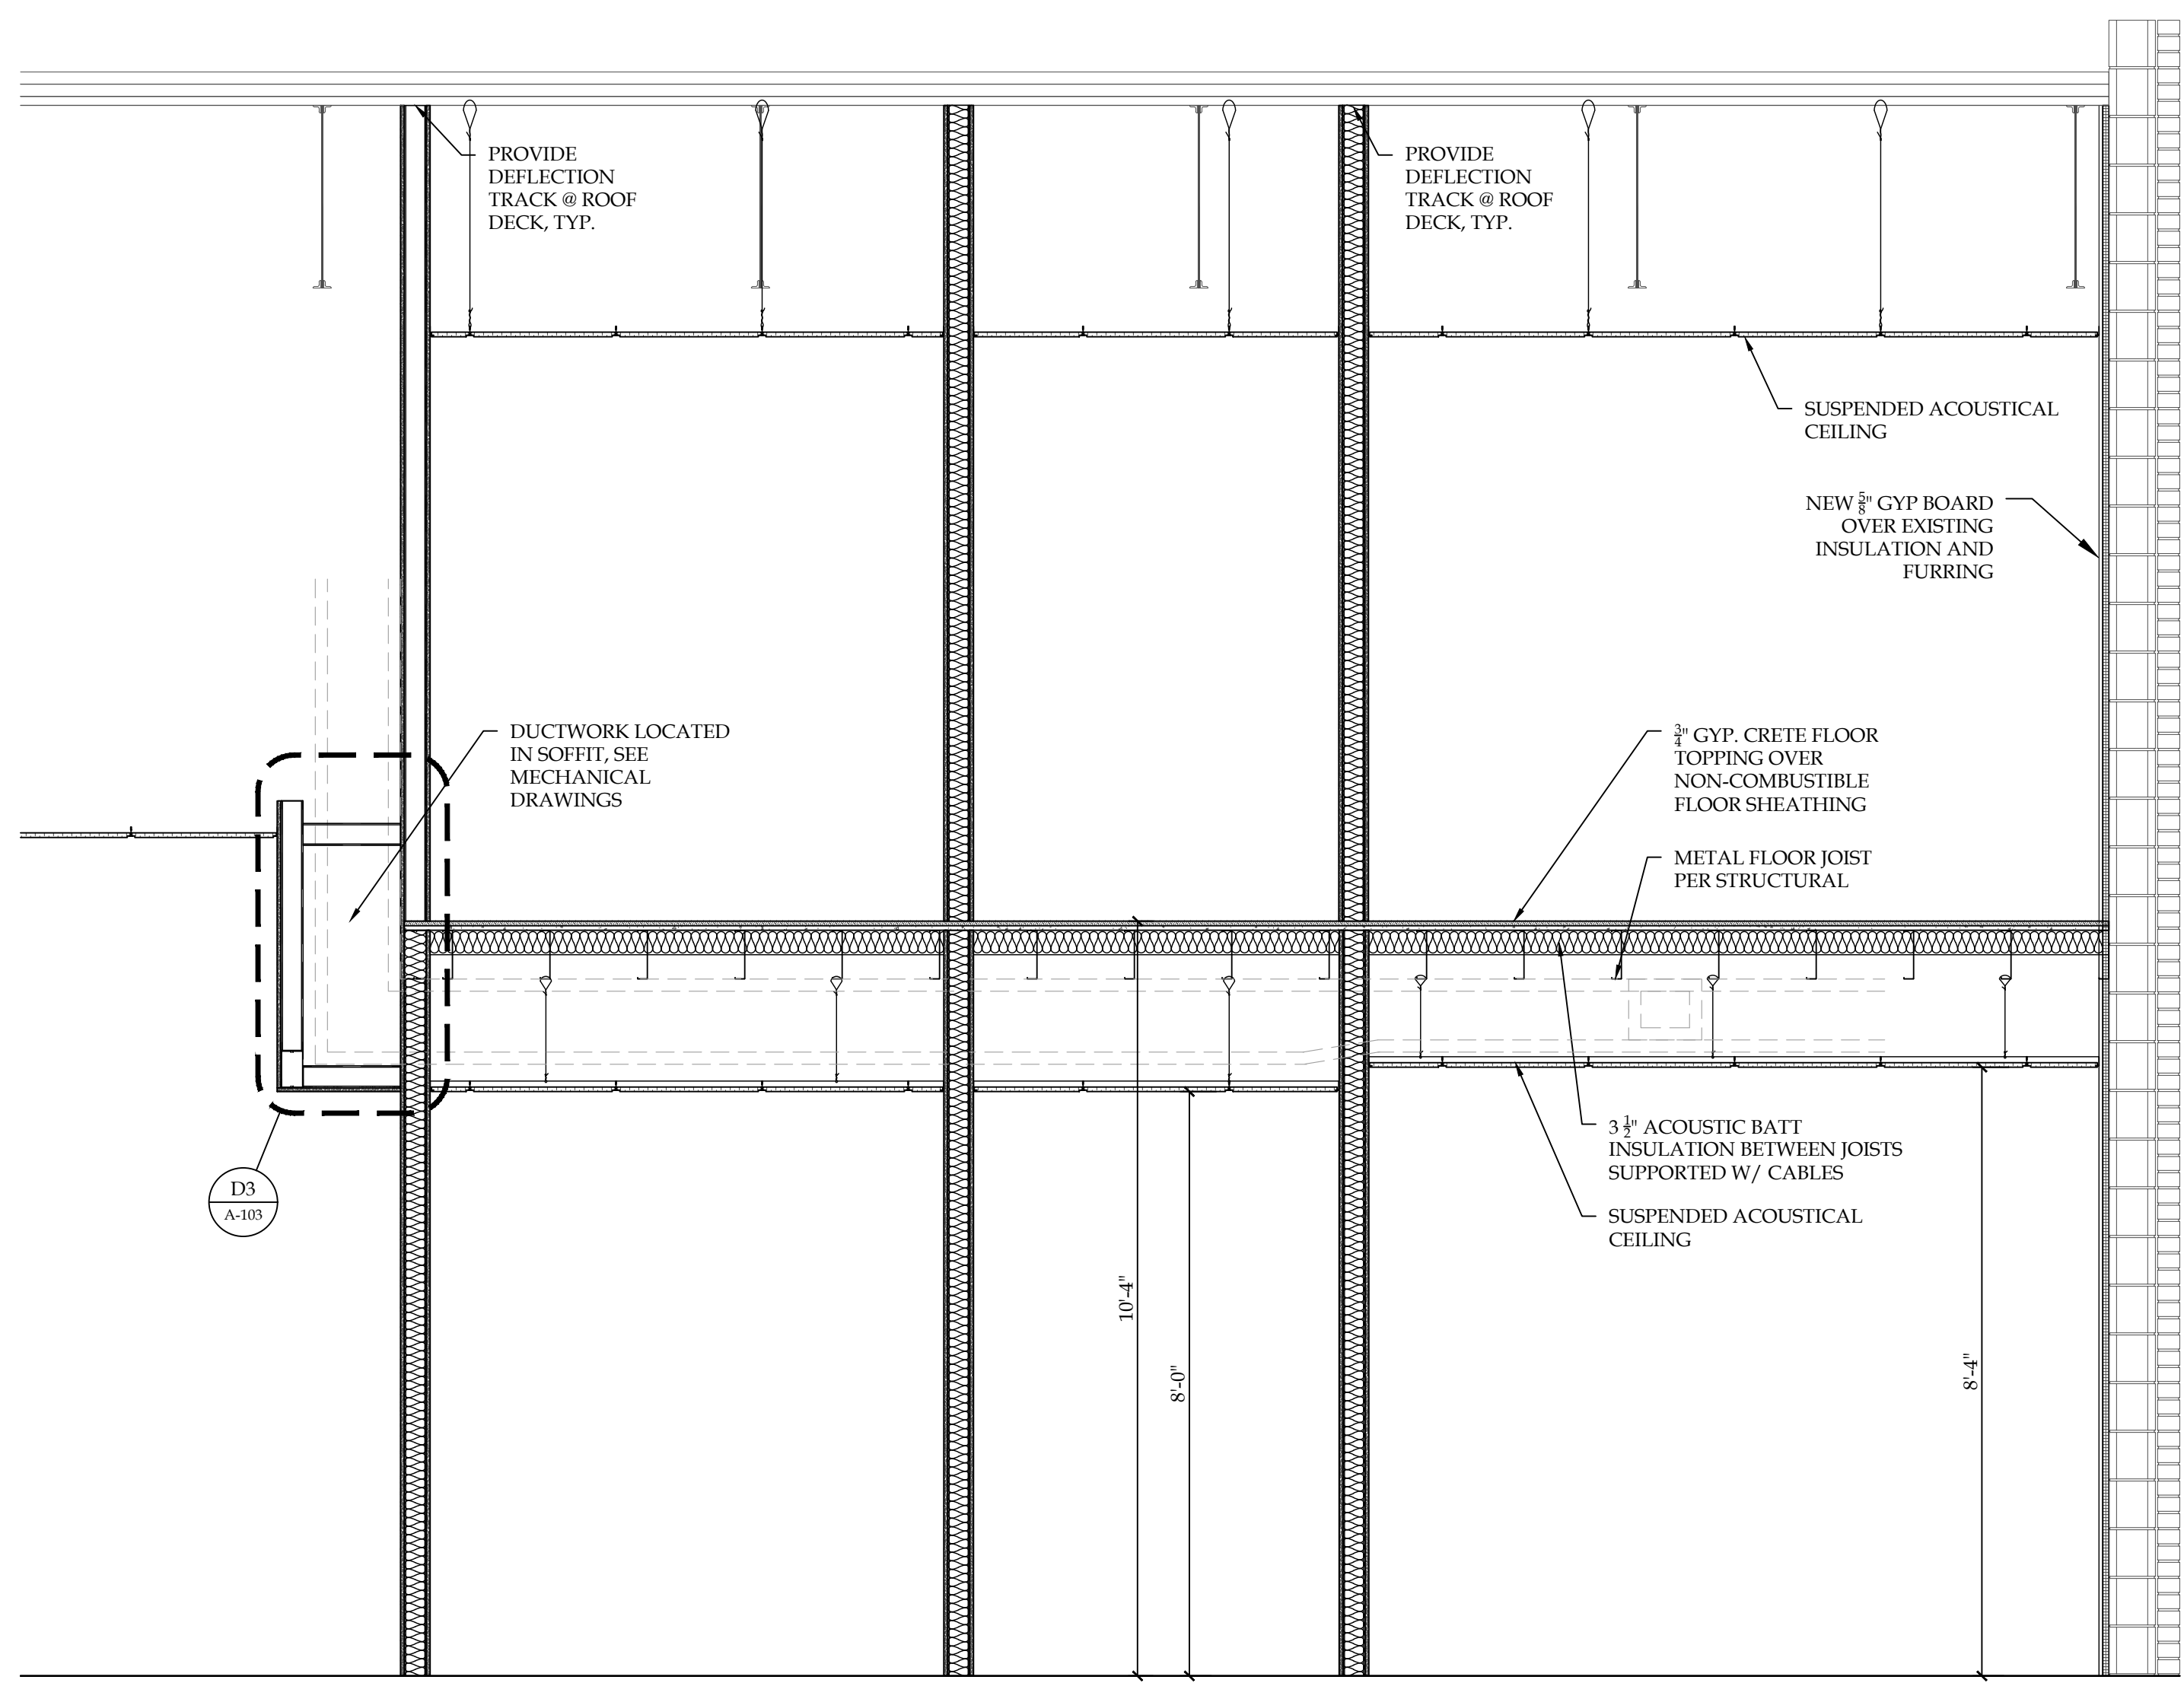 PROVIDE
DEFLECTION
TRACK @ ROOF
DECK, TYP.
PROVIDE
DEFLECTION
TRACK @ ROOF
DECK, TYP.
SUSPENDED ACOUSTICAL
CEILING
NEW 5/8" GYP BOARD
OVER EXISTING
INSULATION AND
FURRING
DUCTWORK LOCATED
IN SOFFIT, SEE
MECHANICAL
DRAWINGS
3/4" GYP. CRETE FLOOR
TOPPING OVER
NON-COMBUSTIBLE
FLOOR SHEATHING
METAL FLOOR JOIST
PER STRUCTURAL
3 1/2" ACOUSTIC BATT
INSULATION BETWEEN JOISTS
SUPPORTED W/ CABLES
SUSPENDED ACOUSTICAL
CEILING
D3
A-103
10'-4"
8'-0"
8'-4"